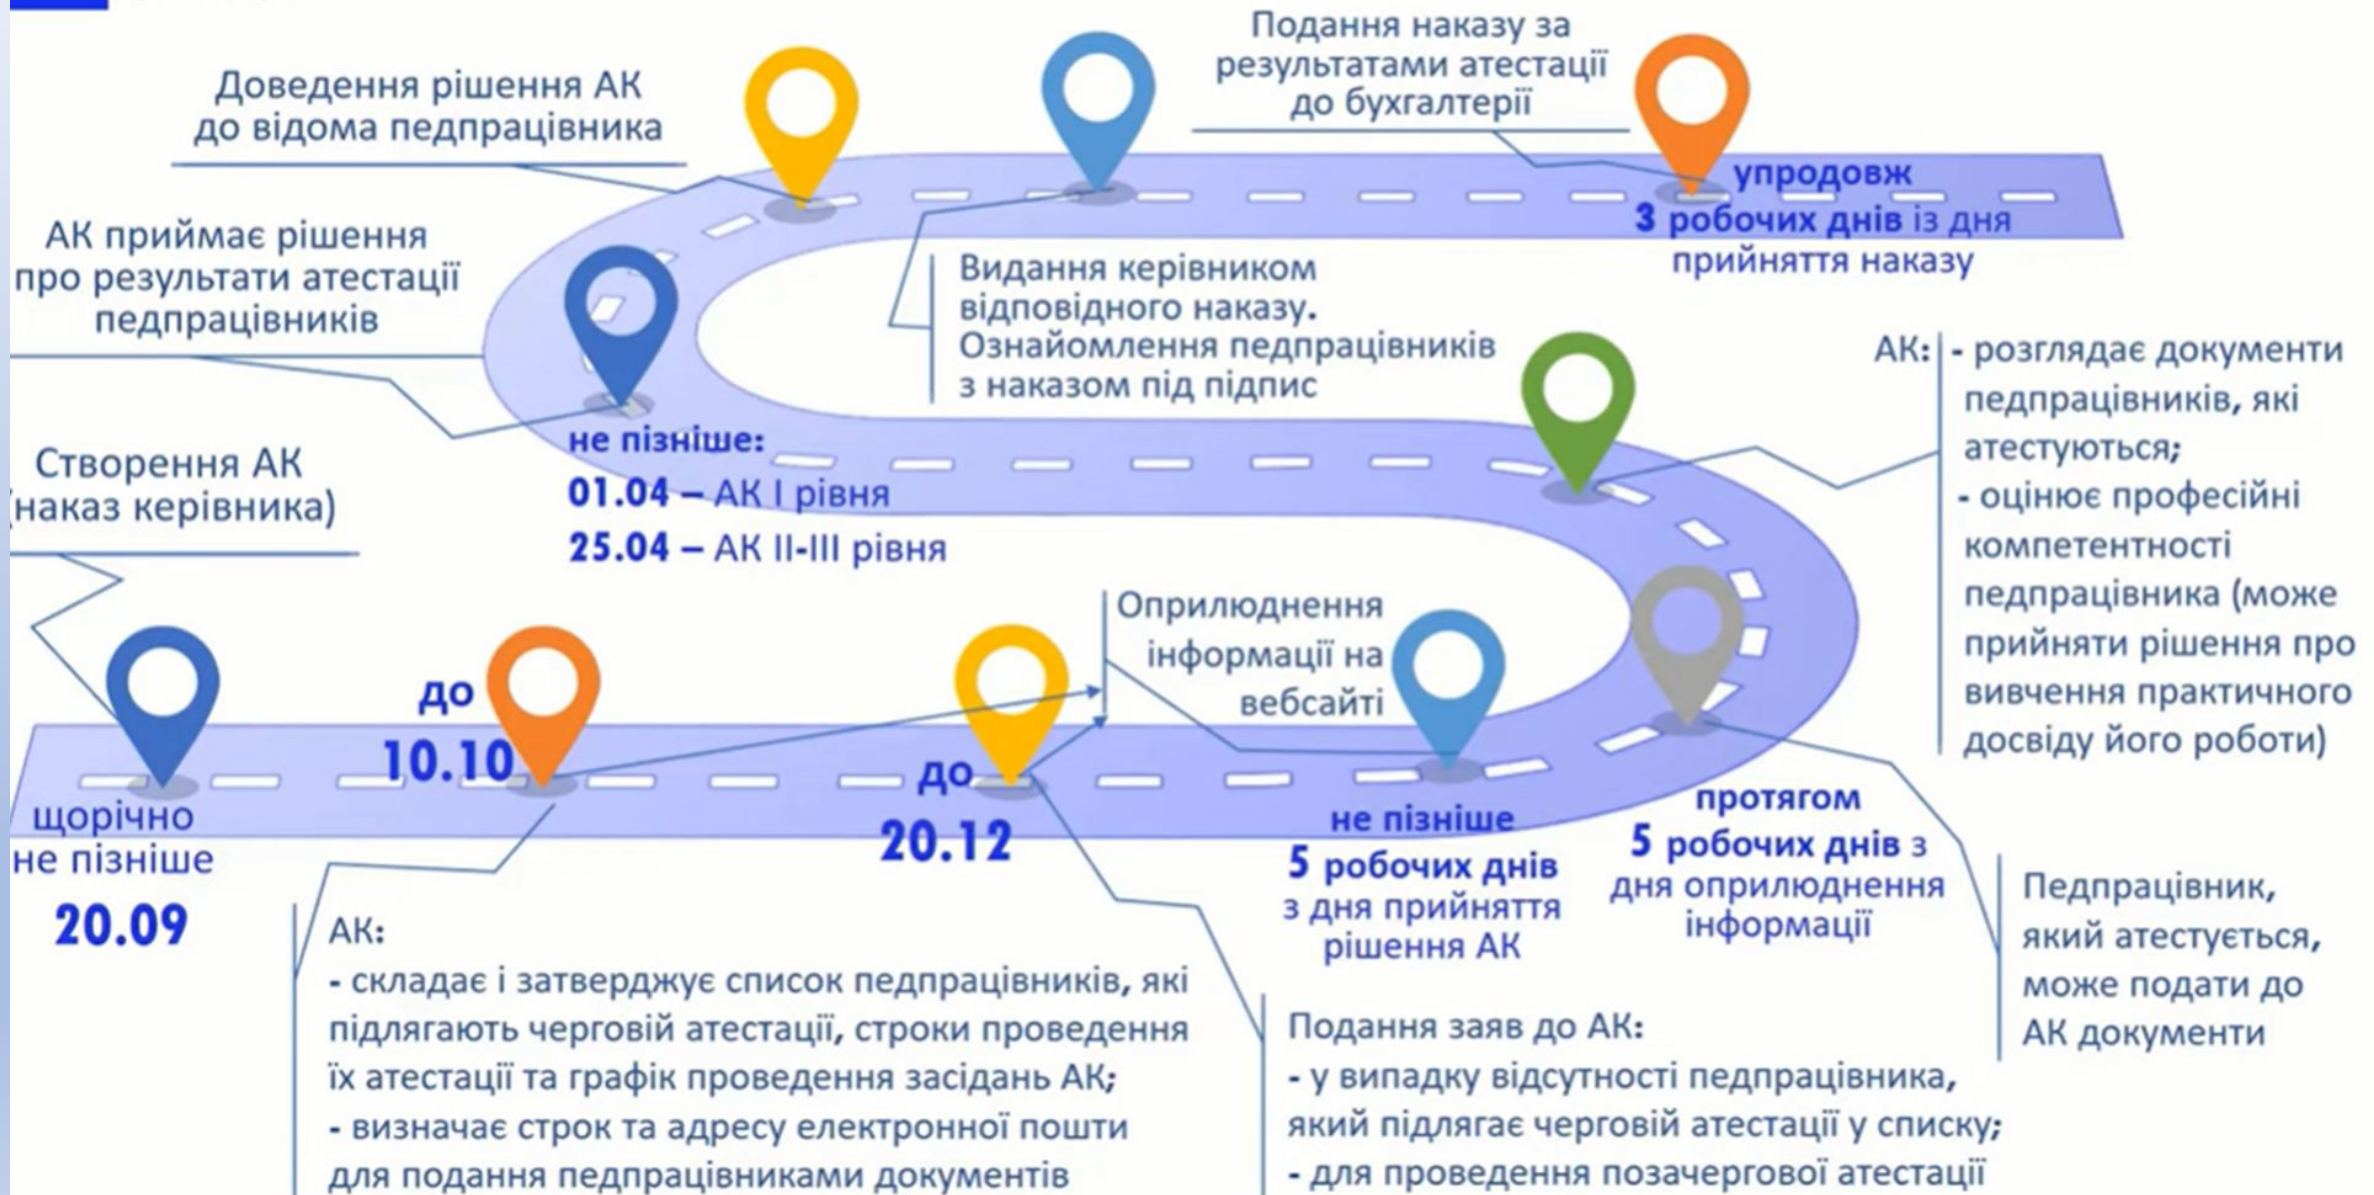 Доведення рішення АК
до відома педпрацівника
Подання наказу за
результатами атестації
до бухгалтерії
упродовж
3 робочих днів із дня
прийняття наказу
АК приймає рішення
про результати атестації
педпрацівників
Видання керівником
відповідного наказу.
Ознайомлення педпрацівників
з наказом під підпис
АК: - розглядає документи
педпрацівників, які
атестуються;
- оцінює професійні
компетентності
педпрацівника (може
прийняти рішення про
вивчення практичного
досвіду його роботи)
не пізніше:
01.04 – АК І рівня
25.04 – АК ІІ-ІІІ рівня
Створення АК
(наказ керівника)
Оприлюднення
інформації на
вебсайті
щорічно
не пізніше
20.09
до
10.10
до
20.12
не пізніше
5 робочих днів
з дня прийняття
рішення АК
протягом
5 робочих днів з
дня оприлюднення
інформації
Педпрацівник,
який атестується,
може подати до
АК документи
АК:
- складає і затверджує список педпрацівників, які
підлягають черговій атестації, строки проведення
їх атестації та графік проведення засідань АК;
- визначає строк та адресу електронної пошти
для подання педпрацівниками документів
Подання заяв до АК:
- у випадку відсутності педпрацівника,
який підлягає черговій атестації у списку;
- для проведення позачергової атестації